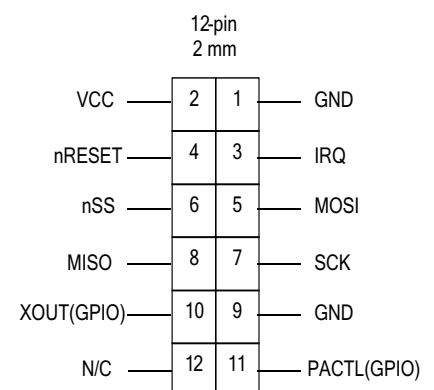 12-pin
2 mm
VCC 2 1 GND
nRESET 4 3 IRQ
nSS 6 5 MOSI
MISO 8 7 SCK
XOUT(GPIO) 10 9 GND
N/C 12 11 PACTL(GPIO)